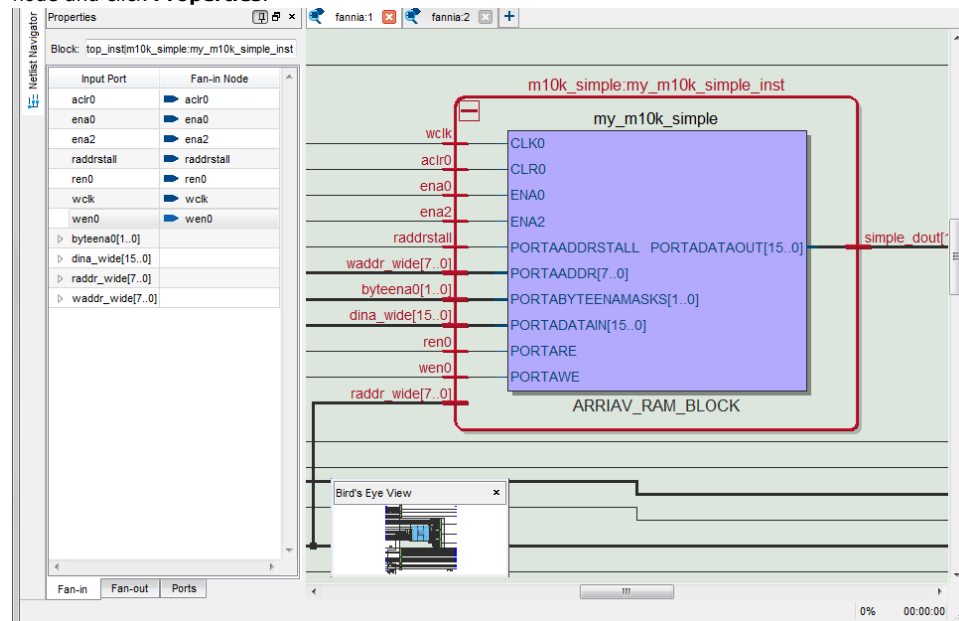 node and click Properties.
Netlist Navigator
Properties
Block: top_inst|m10k_simple:my_m10k_simple_inst
Input Port Fan-in Node
aclr0 aclr0
ena0 ena0
ena2 ena2
raddrstall raddrstall
ren0 ren0
wclk wclk
wen0 wen0
byteena0[1..0]
dina_wide[15..0]
raddr_wide[7..0]
waddr_wide[7..0]
Fan-in Fan-out Ports
fannia:1 fannia:2
m10k_simple:my_m10k_simple_inst
my_m10k_simple
wclk CLK0
aclr0 CLR0
ena0 ENA0
ena2 ENA2
raddrstall PORTAADDRSTALL PORTADATAOUT[15..0] simple_dout[
waddr_wide[7..0] PORTAADDR[7..0]
byteena0[1..0] PORTABYTEENAMASKS[1..0]
dina_wide[15..0] PORTADATAIN[15..0]
ren0 PORTARE
wen0 PORTAWE
raddr_wide[7..0]
ARRIAV_RAM_BLOCK
Bird's Eye View
0% 00:00:00